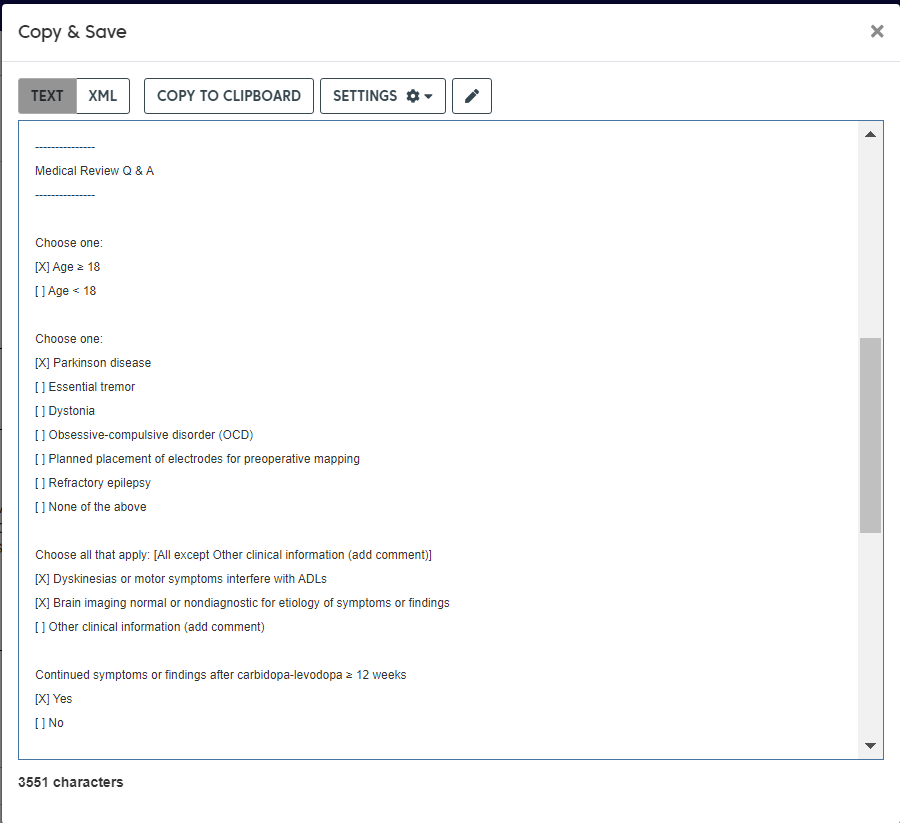 Copy & Save
×
TEXT
XML
COPY TO CLIPBOARD
SETTINGS
---------------
Medical Review Q & A
---------------
Choose one:
[X] Age ≥ 18
[ ] Age < 18
Choose one:
[X] Parkinson disease
[ ] Essential tremor
[ ] Dystonia
[ ] Obsessive-compulsive disorder (OCD)
[ ] Planned placement of electrodes for preoperative mapping
[ ] Refractory epilepsy
[ ] None of the above
Choose all that apply: [All except Other clinical information (add comment)]
[X] Dyskinesias or motor symptoms interfere with ADLs
[X] Brain imaging normal or nondiagnostic for etiology of symptoms or findings
[ ] Other clinical information (add comment)
Continued symptoms or findings after carbidopa-levodopa ≥ 12 weeks
[X] Yes
[ ] No
3551 characters